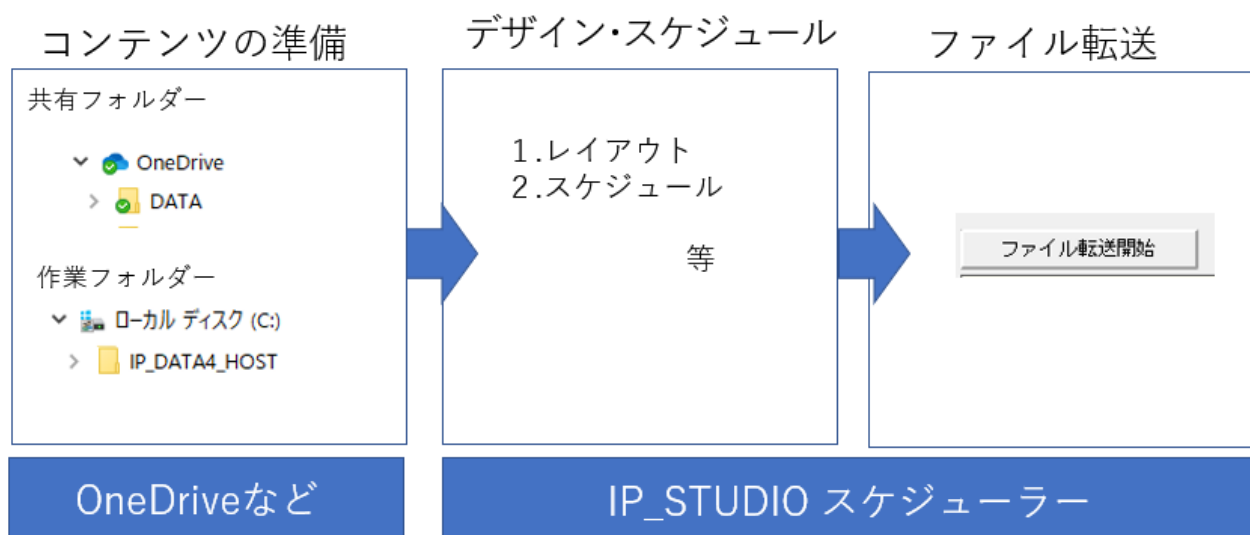 コンテンツの準備
共有フォルダー
OneDrive
DATA
作業フォルダー
ローカル ディスク (C:)
IP_DATA4_HOST
デザイン・スケジュール
1.レイアウト
2.スケジュール
等
ファイル転送
ファイル転送開始
OneDriveなど
IP_STUDIO スケジューラー